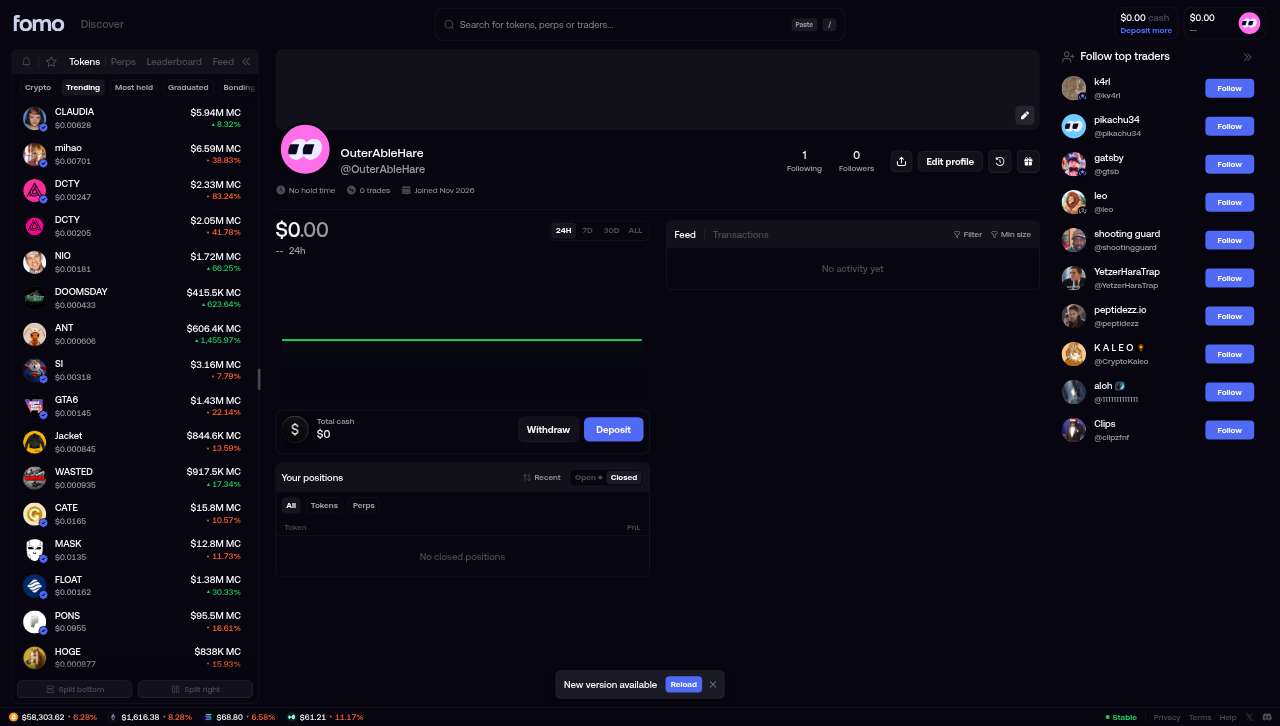 fomo Discover
Search for tokens, perps or traders... Paste /
$0.00 cash
Deposit more
$0.00
—
Tokens Perps Leaderboard Feed
Crypto Trending Most held Graduated Bonding
CLAUDIA $5.94M MC
$0.00628 8.32%
mihao $6.59M MC
$0.00701 38.83%
DCTY $2.33M MC
$0.00247 83.24%
DCTY $2.05M MC
$0.00205 41.78%
NIO $1.72M MC
$0.00181 66.25%
DOOMSDAY $415.5K MC
$0.000433 623.64%
ANT $606.4K MC
$0.000606 1,455.97%
SI $3.16M MC
$0.00318 7.79%
GTA6 $1.43M MC
$0.00145 22.14%
Jacket $844.6K MC
$0.000845 13.59%
WASTED $917.5K MC
$0.000935 17.34%
CATE $15.8M MC
$0.0165 10.57%
MASK $12.8M MC
$0.0135 11.73%
FLOAT $1.38M MC
$0.00162 30.33%
PONS $95.5M MC
$0.0955 16.61%
HOGE $838K MC
$0.000877 15.93%
Split bottom Split right
OuterAbleHare
@OuterAbleHare
1 Following
0 Followers
Edit profile
No hold time 0 trades Joined Nov 2026
$0.00
-- 24h
24H 7D 30D ALL
Total cash
$0
Withdraw Deposit
Your positions Recent Open Closed
All Tokens Perps
Token PnL
No closed positions
Feed Transactions Filter Min size
No activity yet
Follow top traders
k4rl
@kv4rl
Follow
pikachu34
@pikachu34
Follow
gatsby
@gtsb
Follow
leo
@leo
Follow
shooting guard
@shootingguard
Follow
YetzerHaraTrap
@YetzerHaraTrap
Follow
peptidezz.io
@peptidezz
Follow
K A L E O
@CryptoKaleo
Follow
aloh
Follow
Clips
@clipzfnf
Follow
New version available Reload
$58,303.62 6.28% $1,616.38 8.28% $68.80 6.58% $61.21 11.17%
Stable Privacy Terms Help